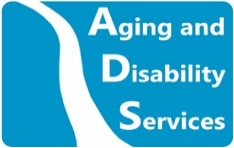 Aging and
Disability
Services